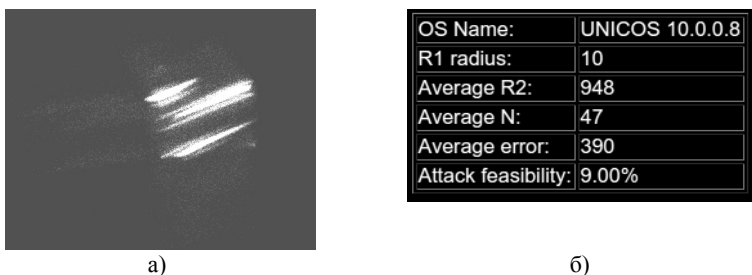 OS Name: UNICOS 10.0.0.8
R1 radius: 10
Average R2: 948
Average N: 47
Average error: 390
Attack feasibility: 9.00%
а) б)